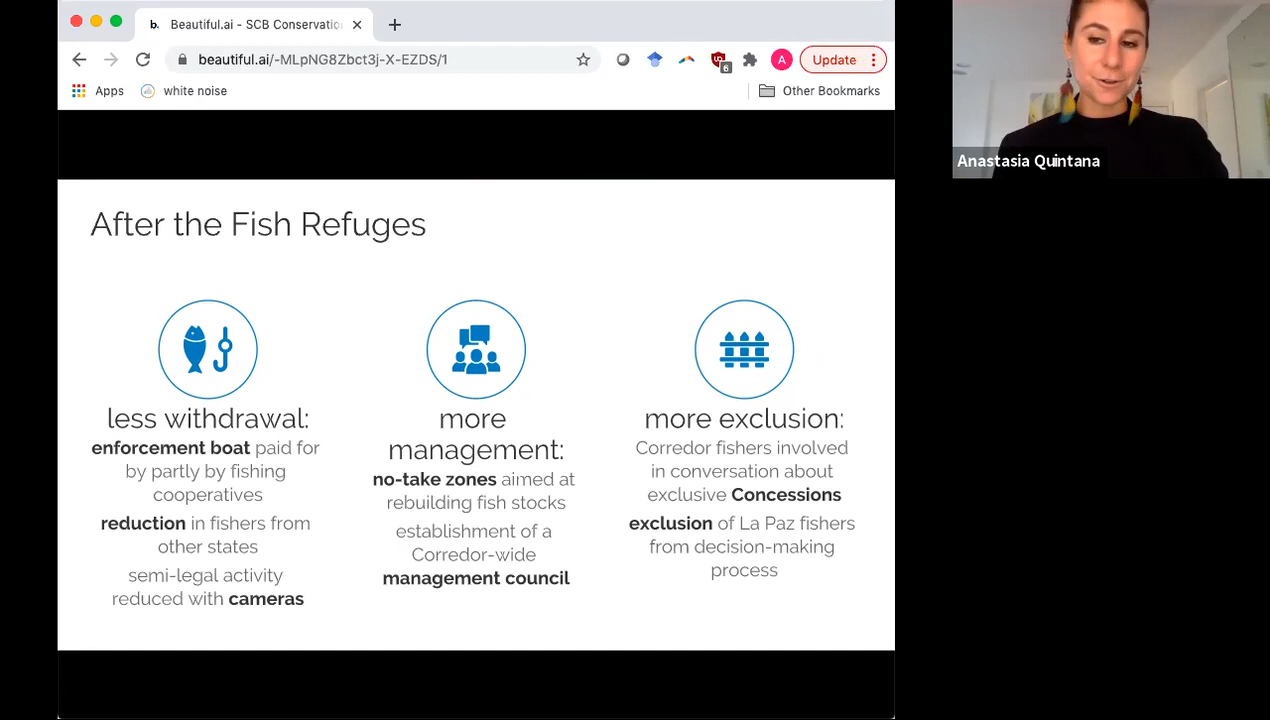 b. Beautiful.ai - SCB Conservatio
beautiful.ai/-MLpNG8Zbct3j-X-EZDS/1
6
A
Update
Apps
white noise
Other Bookmarks
Anastasia Quintana
After the Fish Refuges
less withdrawal:
enforcement boat paid for
by partly by fishing
cooperatives
reduction in fishers from
other states
semi-legal activity
reduced with cameras
more
management:
no-take zones aimed at
rebuilding fish stocks
establishment of a
Corredor-wide
management council
more exclusion:
Corredor fishers involved
in conversation about
exclusive Concessions
exclusion of La Paz fishers
from decision-making
process